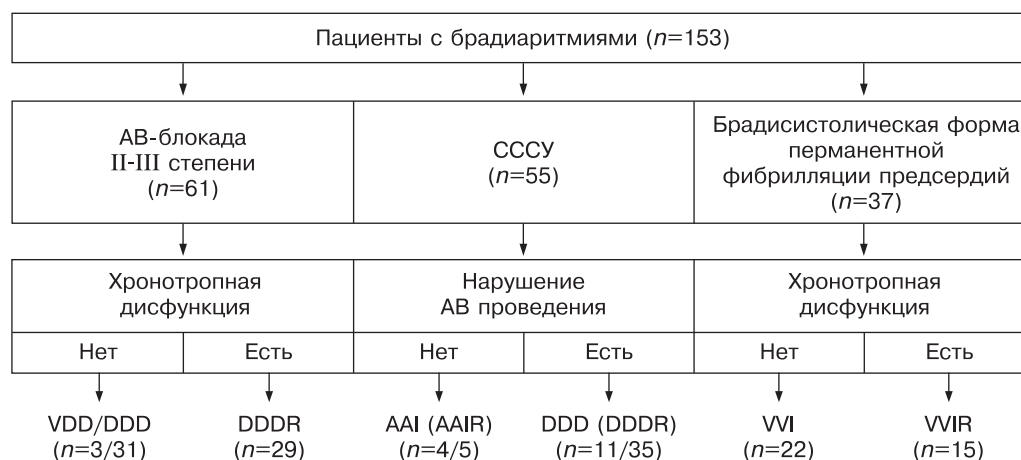 Пациенты с брадиаритмиями (n=153)
АВ-блокада
II-III степени
(n=61)
СССУ
(n=55)
Брадисистолическая форма
перманентной
фибрилляции предсердий
(n=37)
Хронотропная
дисфункция
Нарушение
АВ проведения
Хронотропная
дисфункция
Нет
Есть
Нет
Есть
Нет
Есть
VDD/DDD
(n=3/31)
DDDR
(n=29)
AAI (AAIR)
(n=4/5)
DDD (DDDR)
(n=11/35)
VVI
(n=22)
VVIR
(n=15)